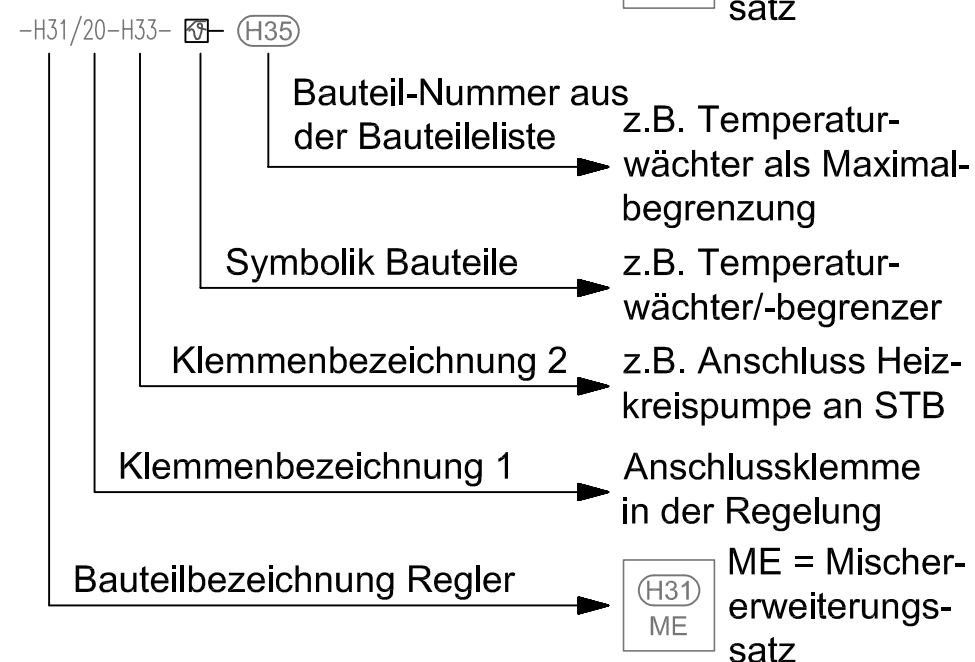 satz
-H31/20-H33- - H35
Bauteil-Nummer aus
der Bauteileliste
z.B. Temperatur-
wächter als Maximal-
begrenzung
Symbolik Bauteile
z.B. Temperatur-
wächter/-begrenzer
Klemmenbezeichnung 2
z.B. Anschluss Heiz-
kreispumpe an STB
Klemmenbezeichnung 1
Anschlussklemme
in der Regelung
Bauteilbezeichnung Regler
H31
ME
ME = Mischer-
erweiterungs-
satz